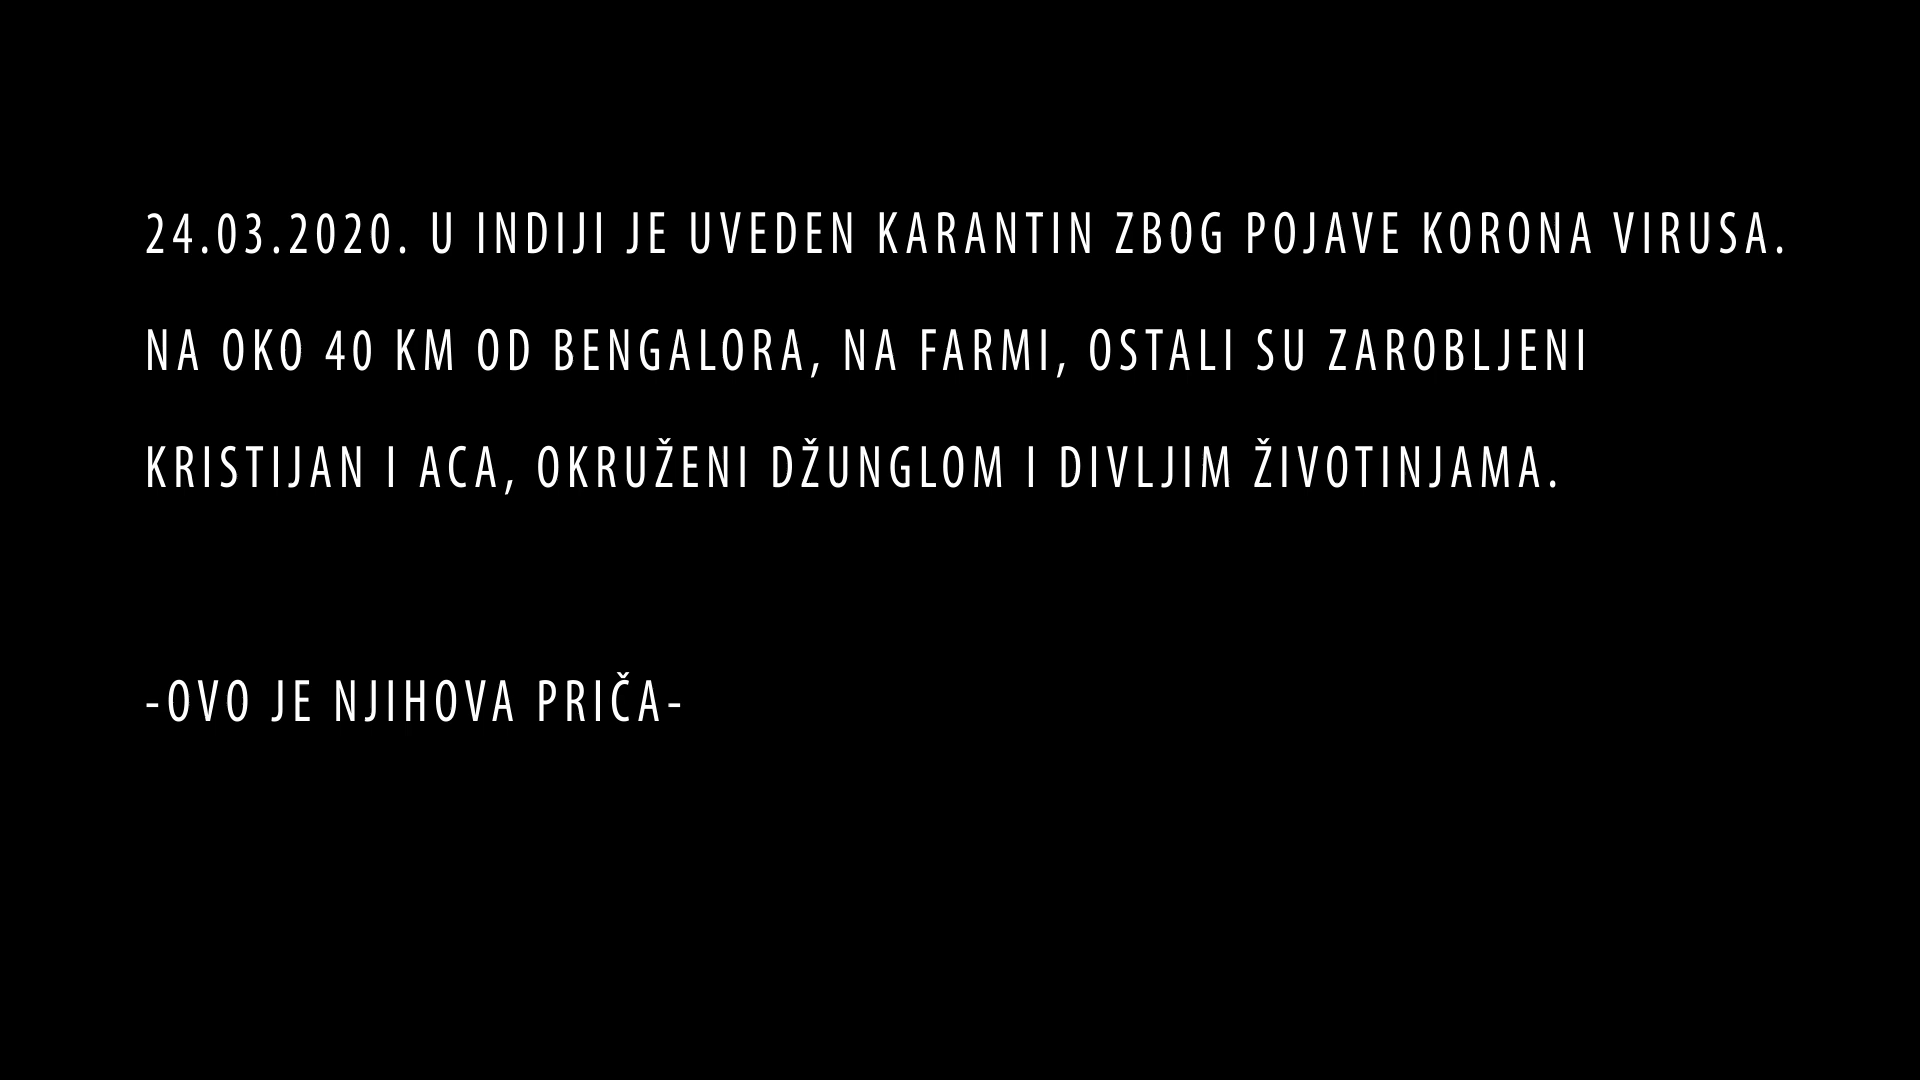 24.03.2020. U INDIJI JE UVEDEN KARANTIN ZBOG POJAVE KORONA VIRUSA.
NA OKO 40 KM OD BENGALORA, NA FARMI, OSTALI SU ZAROBLJENI
KRISTIJAN I ACA, OKRUŽENI DŽUNGLOM I DIVLJIM ŽIVOTINJAMA.
-OVO JE NJIHOVA PRIČA-